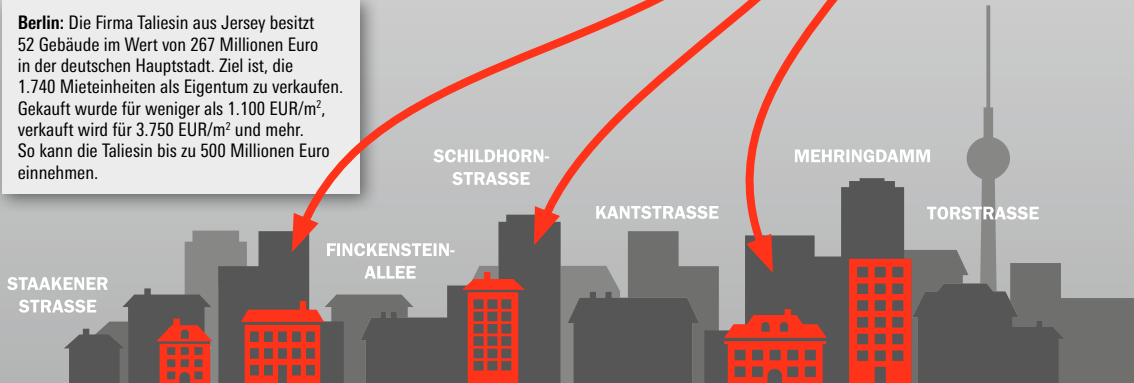 Berlin: Die Firma Taliesin aus Jersey besitzt
52 Gebäude im Wert von 267 Millionen Euro
in der deutschen Hauptstadt. Ziel ist, die
1.740 Mieteinheiten als Eigentum zu verkaufen.
Gekauft wurde für weniger als 1.100 EUR/m²,
verkauft wird für 3.750 EUR/m² und mehr.
So kann die Taliesin bis zu 500 Millionen Euro
einnehmen.
STAAKENER
STRASSE
FINCKENSTEIN-
ALLEE
SCHILDHORN-
STRASSE
KANTSTRASSE
MEHRINGDAMM
TORSTRASSE